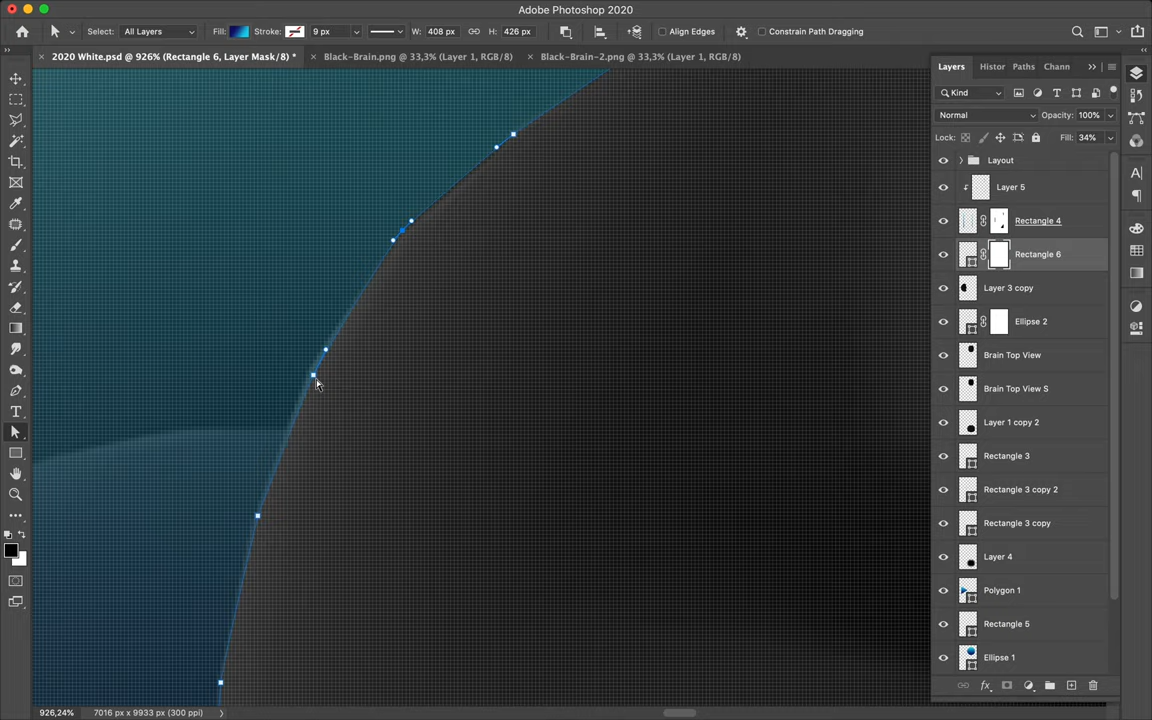 Adobe Photoshop 2020
Select: All Layers Fill: Stroke: 9 px W: 408 px H: 426 px Align Edges Constrain Path Dragging
2020 White.psd @ 926% (Rectangle 6, Layer Mask/8) * Black-Brain.png @ 33,3% (Layer 1, RGB/8) Black-Brain-2.png @ 33,3% (Layer 1, RGB/8)
Layers Histor Paths Chann
Kind
Normal Opacity: 100%
Lock: Fill: 34%
Layout
Layer 5
Rectangle 4
Rectangle 6
Layer 3 copy
Ellipse 2
Brain Top View
Brain Top View S
Layer 1 copy 2
Rectangle 3
Rectangle 3 copy 2
Rectangle 3 copy
Layer 4
Polygon 1
Rectangle 5
Ellipse 1
926,24% 7016 px x 9933 px (300 ppi)